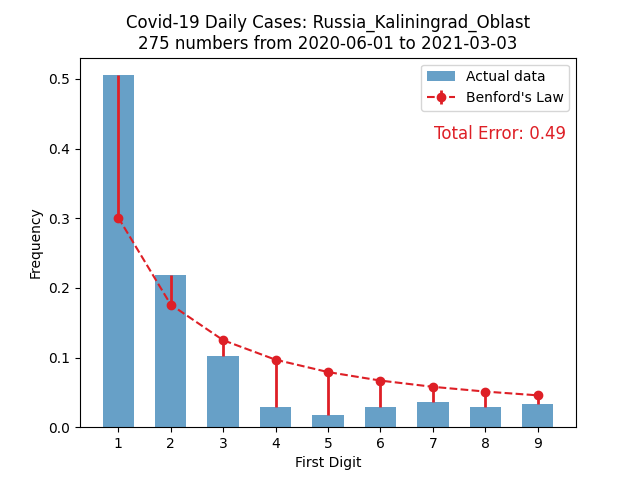 Covid-19 Daily Cases: Russia_Kaliningrad_Oblast
275 numbers from 2020-06-01 to 2021-03-03
Actual data
Benford's Law
Total Error: 0.49
Frequency
0.5
0.4
0.3
0.2
0.1
0.0
1 2 3 4 5 6 7 8 9
First Digit